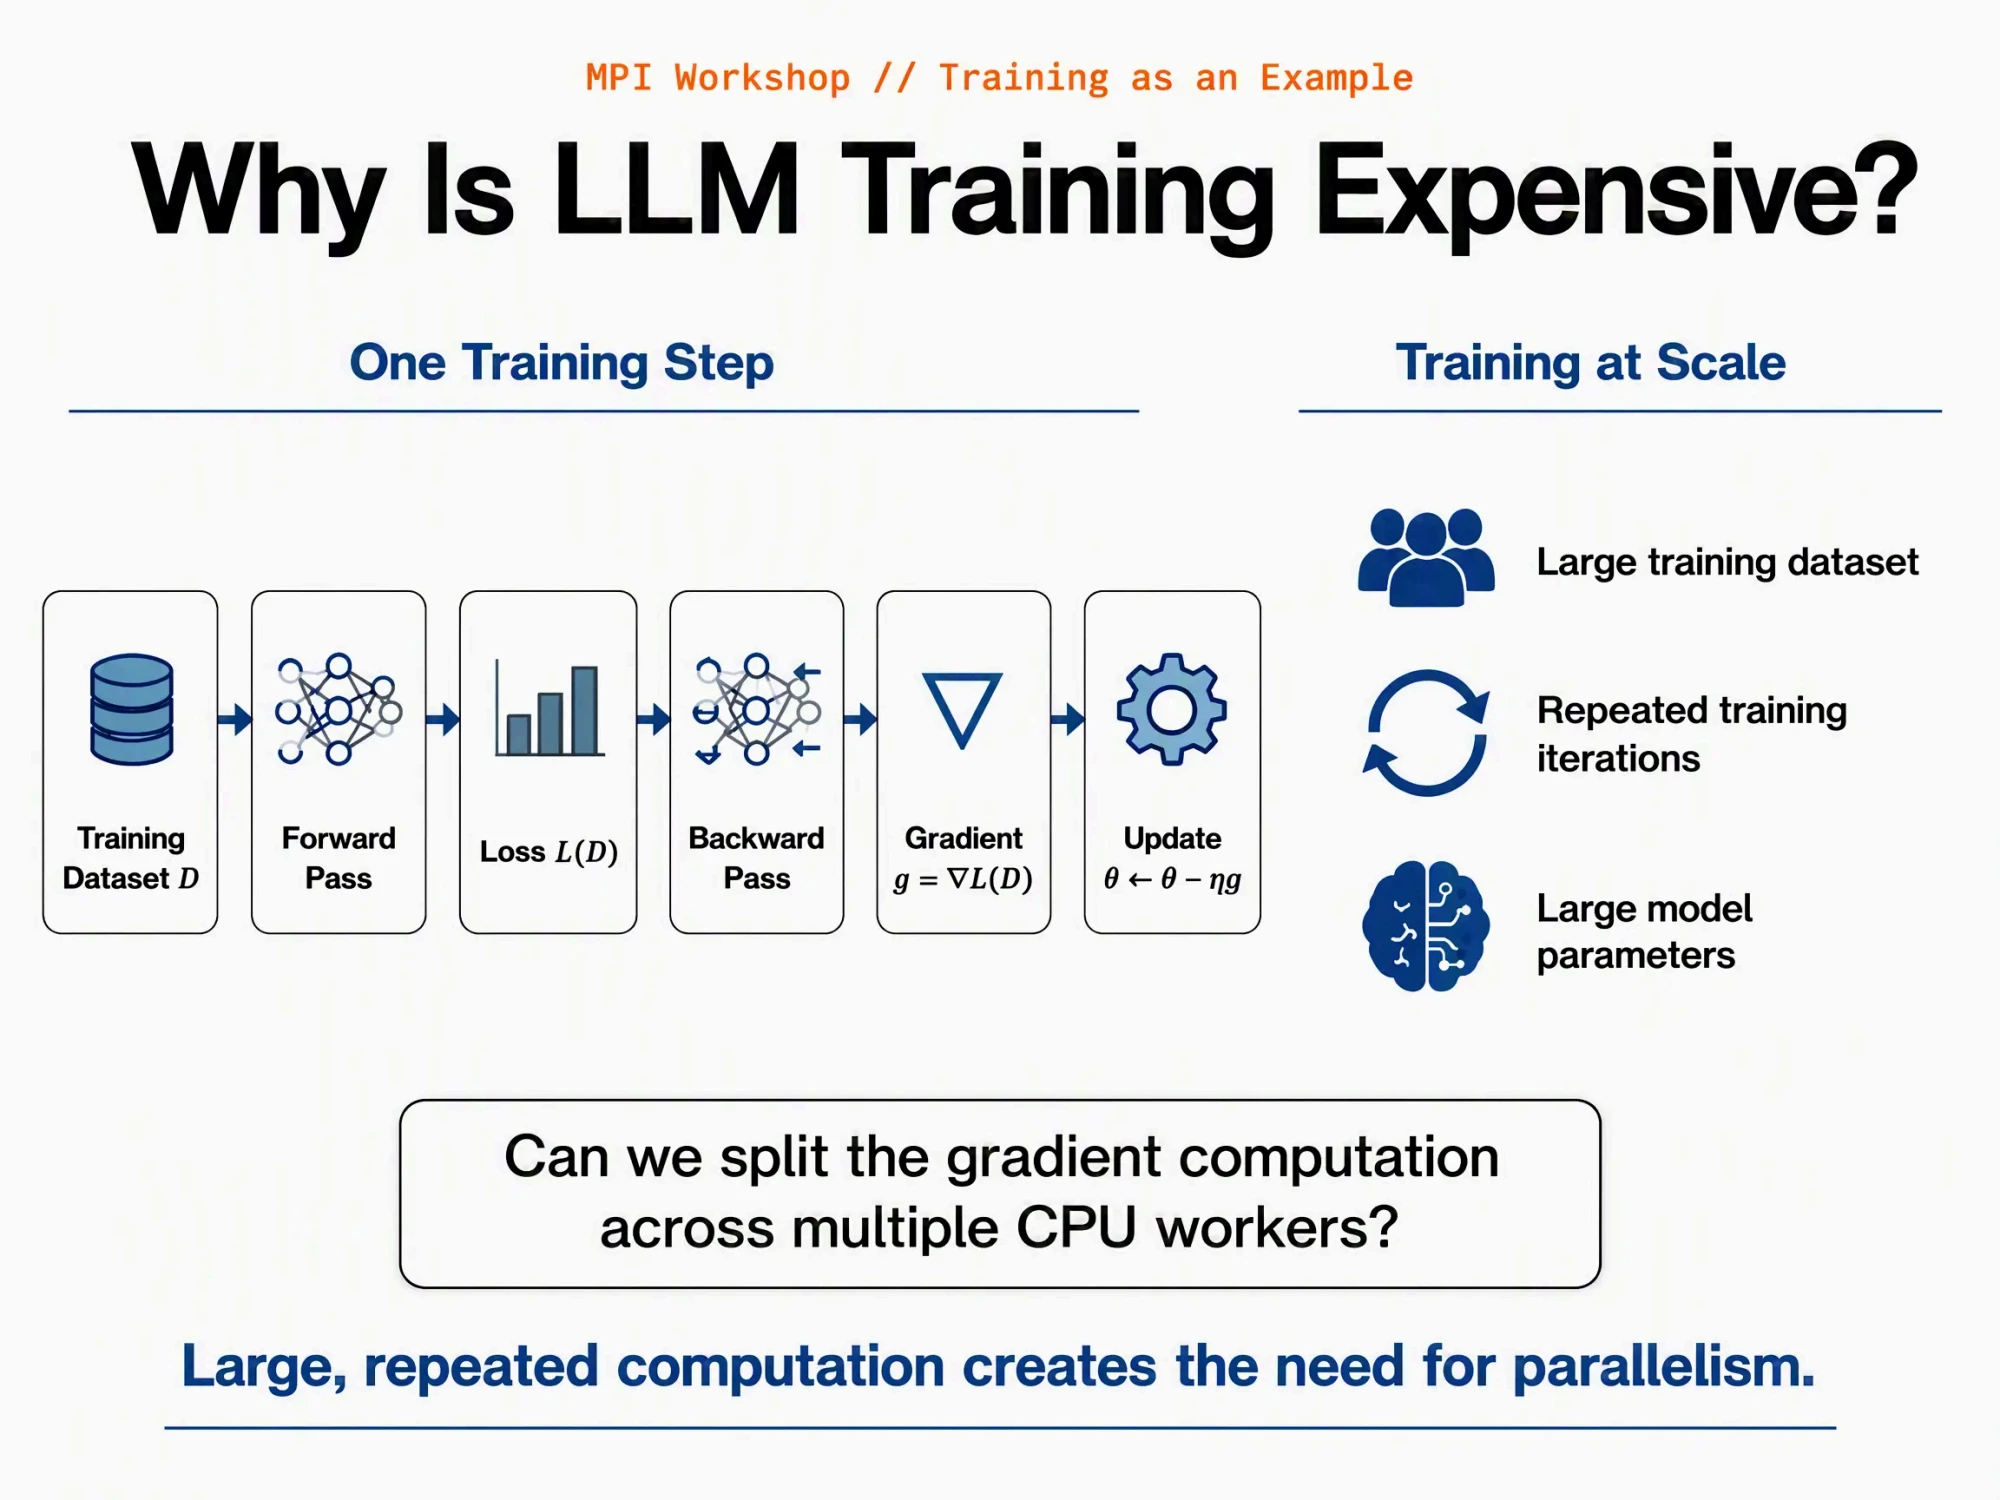 MPI Workshop // Training as an Example
Why Is LLM Training Expensive?
One Training Step
Training
Dataset D
Forward
Pass
Loss L(D)
Backward
Pass
Gradient
g = ∇L(D)
Update
θ ← θ − ηg
Training at Scale
Large training dataset
Repeated training
iterations
Large model
parameters
Can we split the gradient computation
across multiple CPU workers?
Large, repeated computation creates the need for parallelism.